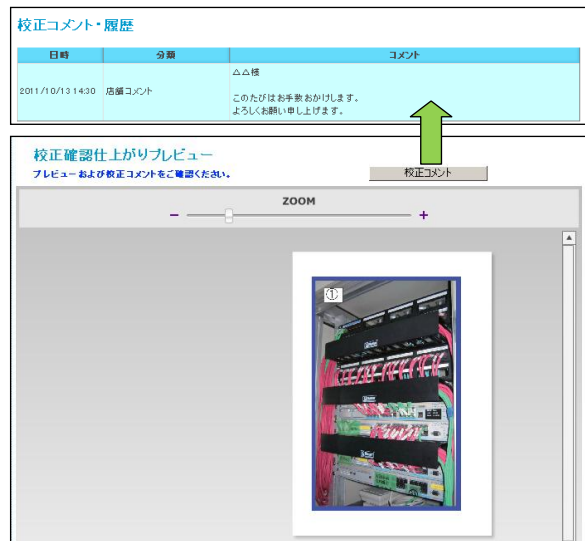 校正コメント・履歴
日時 分類 コメント
△△様
2011/10/13 14:30 店舗コメント
このたびはお手数おかけします。
よろしくお願い申し上げます。
校正確認仕上がりプレビュー
プレビューおよび校正コメントをご確認ください。
校正コメント
ZOOM
− +
①